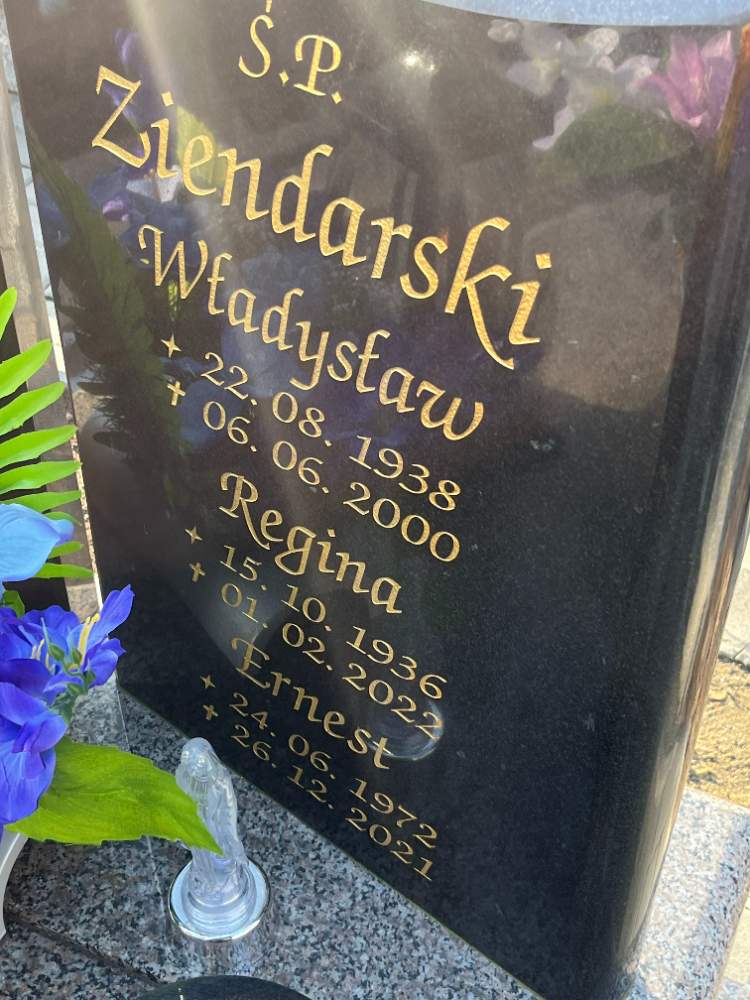 Ś.P.
Ziendarski
Władysław
22. 08. 1938
✝ 06. 06. 2000
Regina
15. 10. 1936
✝ 01. 02. 2022
Ernest
24. 06. 1972
✝ 26. 12. 2021